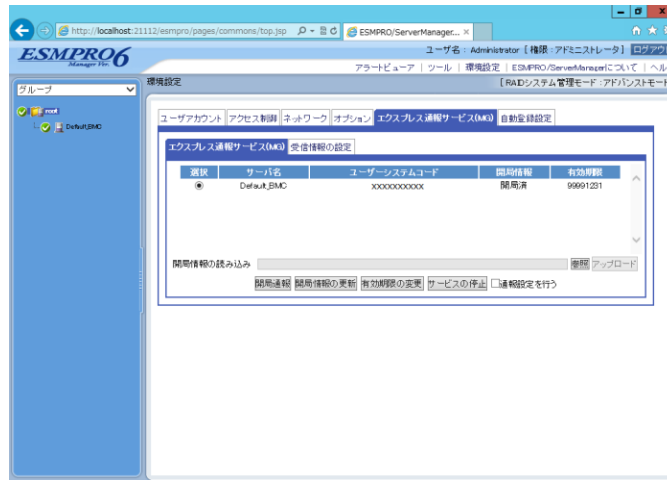 http://localhost:21112/esmpro/pages/commons/top.jsp
ESMPRO/ServerManager... ×
ESMPRO6
Manager Ver.
ユーザ名 : Administrator [ 権限 : アドミニストレータ ] ログアウ
アラートビューア | ツール | 環境設定 | ESMPRO/ServerManagerについて | ヘル
グループ
環境設定
[ RAIDシステム管理モード : アドバンストモード
root
Default_BMC
ユーザアカウント アクセス制御 ネットワーク オプション エクスプレス通報サービス(MG) 自動登録設定
エクスプレス通報サービス(MG) 受信情報の設定
選択 サーバ名 ユーザーシステムコード 開局情報 有効期限
Default_BMC xxxxxxxxxx 開局済 99991231
開局情報の読み込み 参照 アップロード
開局通報 開局情報の更新 有効期限の変更 サービスの停止 通報設定を行う